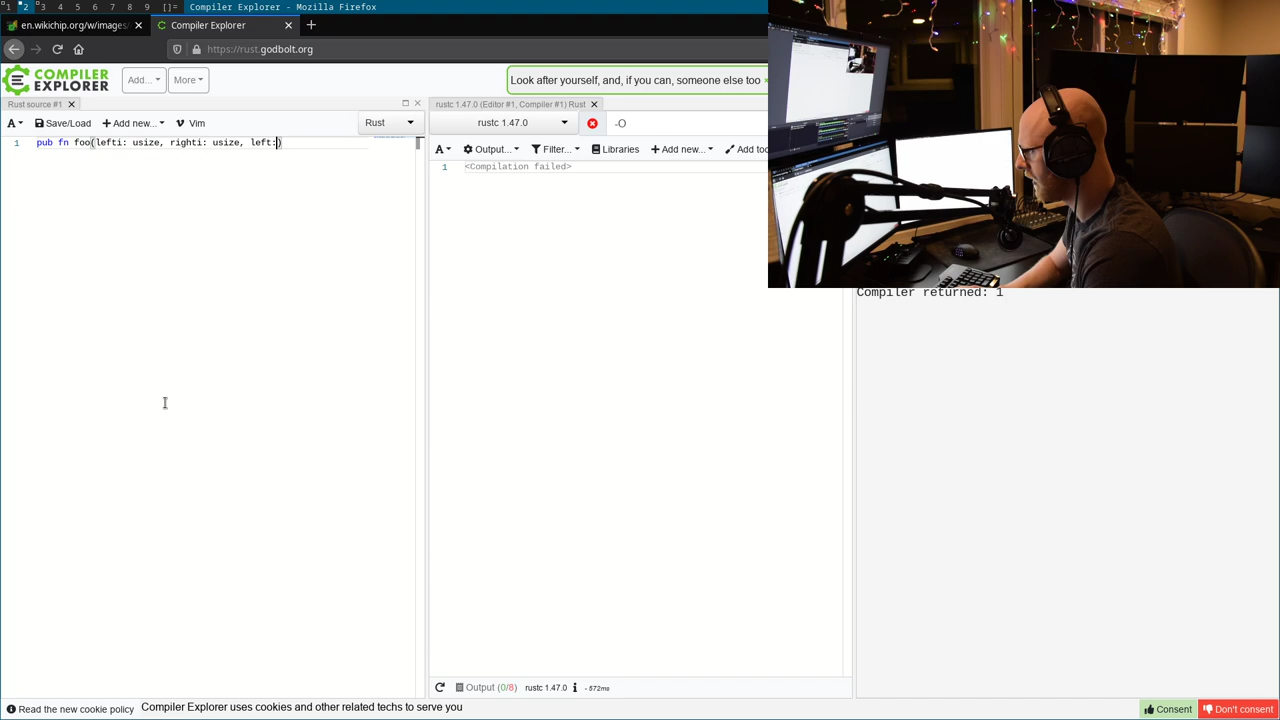 1 2 3 4 5 6 7 8 9 []= Compiler Explorer - Mozilla Firefox
en.wikichip.org/w/images/
Compiler Explorer
https://rust.godbolt.org
COMPILER EXPLORER
Add...
More
Look after yourself, and, if you can, someone else too
Rust source #1
rustc 1.47.0 (Editor #1, Compiler #1) Rust
A
Save/Load
Add new...
Vim
Rust
rustc 1.47.0
-O
1 pub fn foo(lefti: usize, righti: usize, left:)
A
Output...
Filter...
Libraries
Add new...
Add too
1 <Compilation failed>
Compiler returned: 1
Output (0/8) rustc 1.47.0 i - 572ms
Read the new cookie policy
Compiler Explorer uses cookies and other related techs to serve you
Consent
Don't consent